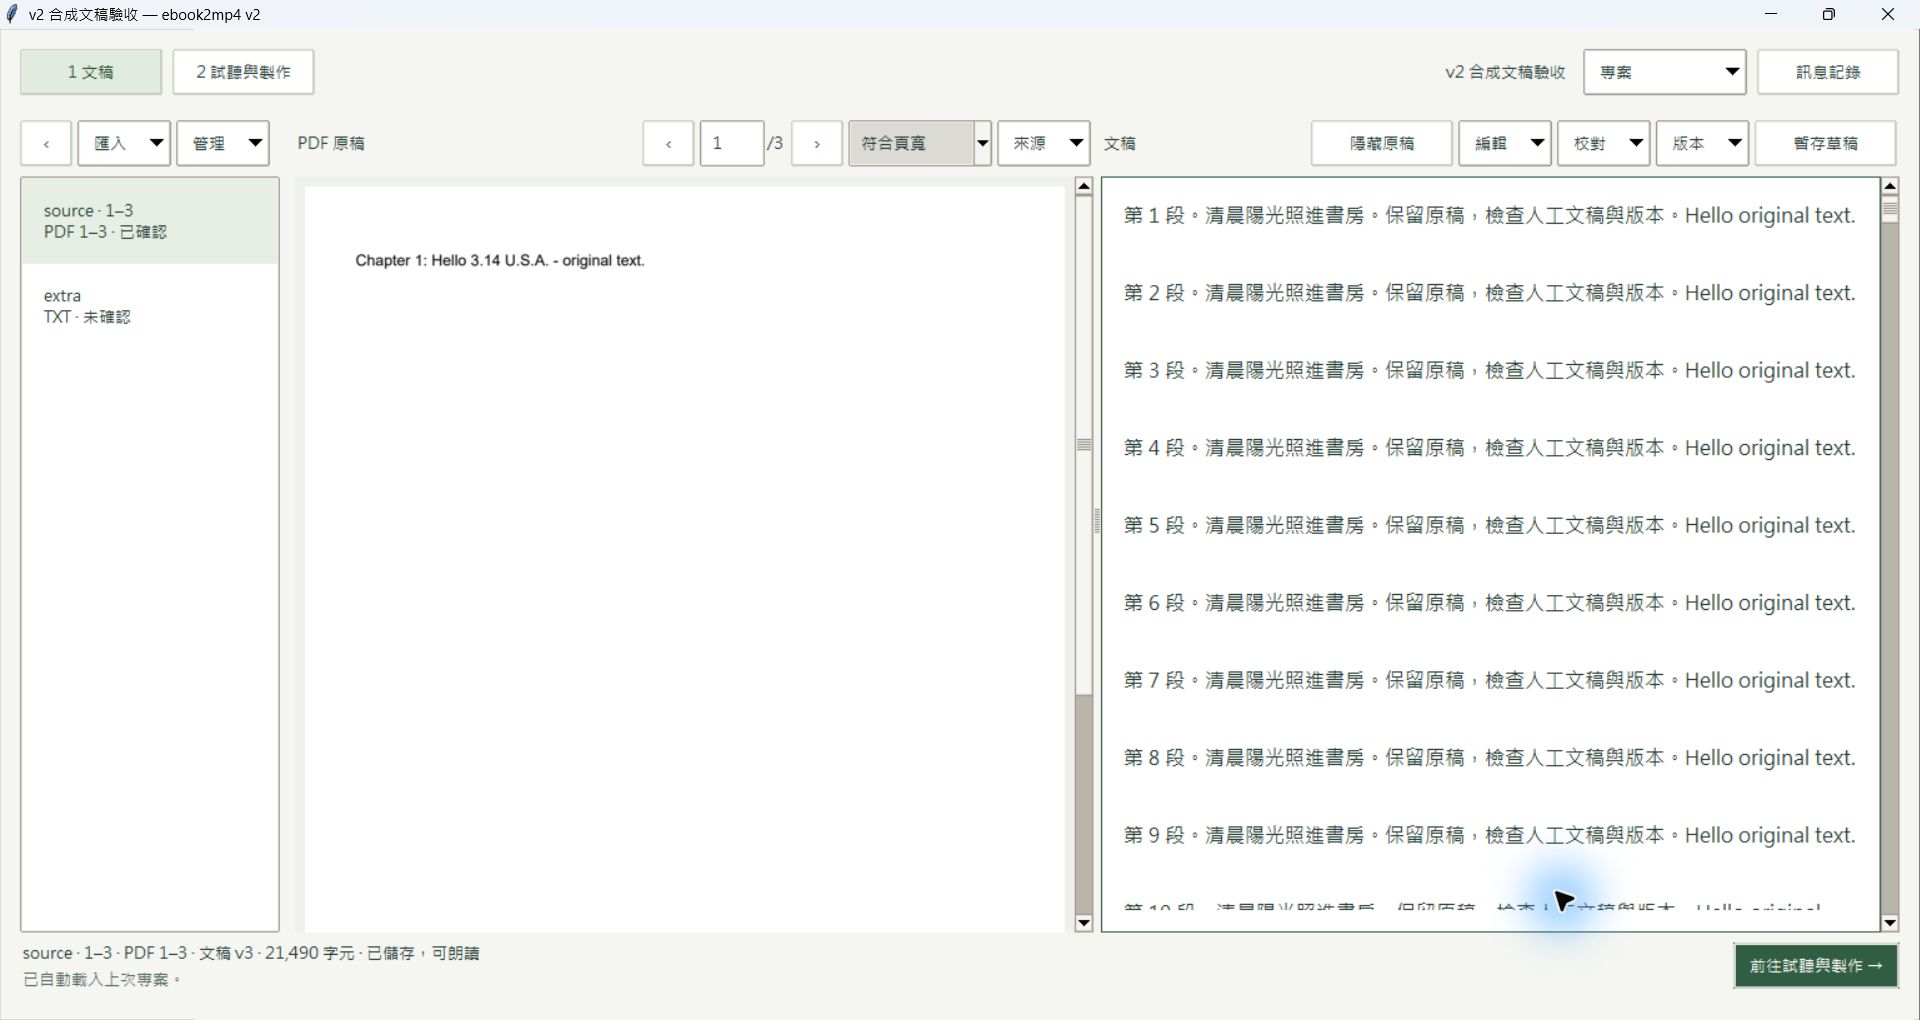 v2 合成文稿驗收 — ebook2mp4 v2
1 文稿
2 試聽與製作
v2 合成文稿驗收
專案
訊息記錄
‹
匯入
管理
PDF 原稿
‹
1
/3
›
符合頁寬
來源
文稿
隱藏原稿
編輯
校對
版本
暫存草稿
source · 1–3
PDF 1–3 · 已確認
extra
TXT · 未確認
Chapter 1: Hello 3.14 U.S.A. - original text.
第 1 段。清晨陽光照進書房。保留原稿，檢查人工文稿與版本。Hello original text.
第 2 段。清晨陽光照進書房。保留原稿，檢查人工文稿與版本。Hello original text.
第 3 段。清晨陽光照進書房。保留原稿，檢查人工文稿與版本。Hello original text.
第 4 段。清晨陽光照進書房。保留原稿，檢查人工文稿與版本。Hello original text.
第 5 段。清晨陽光照進書房。保留原稿，檢查人工文稿與版本。Hello original text.
第 6 段。清晨陽光照進書房。保留原稿，檢查人工文稿與版本。Hello original text.
第 7 段。清晨陽光照進書房。保留原稿，檢查人工文稿與版本。Hello original text.
第 8 段。清晨陽光照進書房。保留原稿，檢查人工文稿與版本。Hello original text.
第 9 段。清晨陽光照進書房。保留原稿，檢查人工文稿與版本。Hello original text.
source · 1–3 · PDF 1–3 · 文稿 v3 · 21,490 字元 · 已儲存，可朗讀
已自動載入上次專案。
前往試聽與製作 →